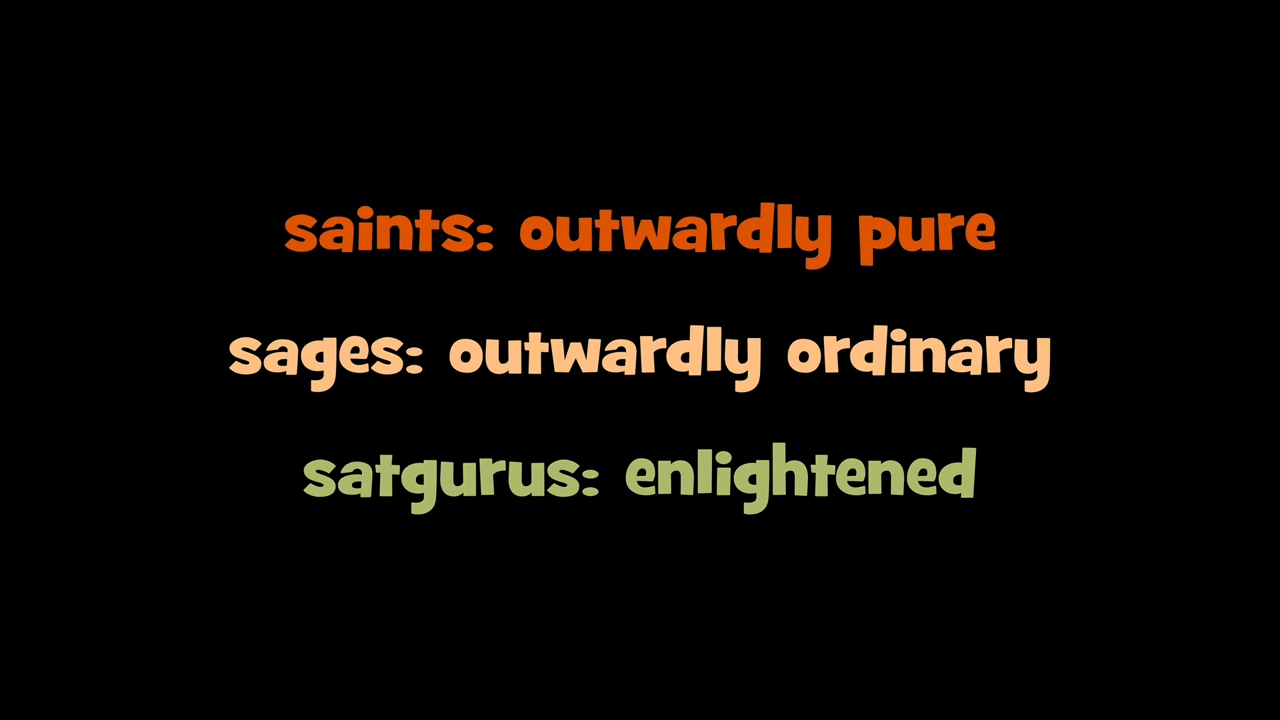 saints: outwardly pure
sages: outwardly ordinary
satgurus: enlightened